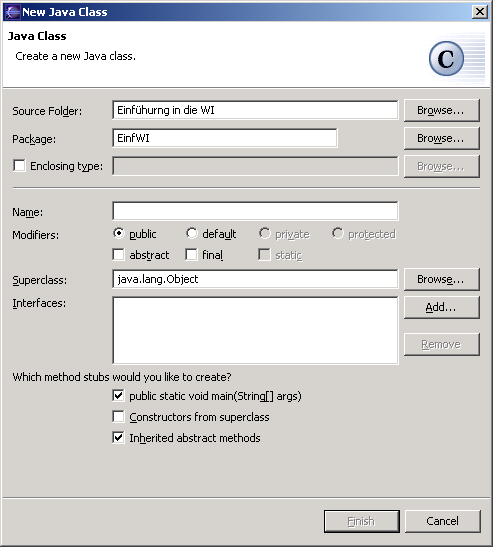 New Java Class
Java Class
Create a new Java class.
C
Source Folder: Einführung in die WI Browse...
Package: EinfWI Browse...
Enclosing type: Browse...
Name:
Modifiers: public default private protected
abstract final static
Superclass: java.lang.Object Browse...
Interfaces: Add...
Remove
Which method stubs would you like to create?
public static void main(String[] args)
Constructors from superclass
Inherited abstract methods
Finish Cancel